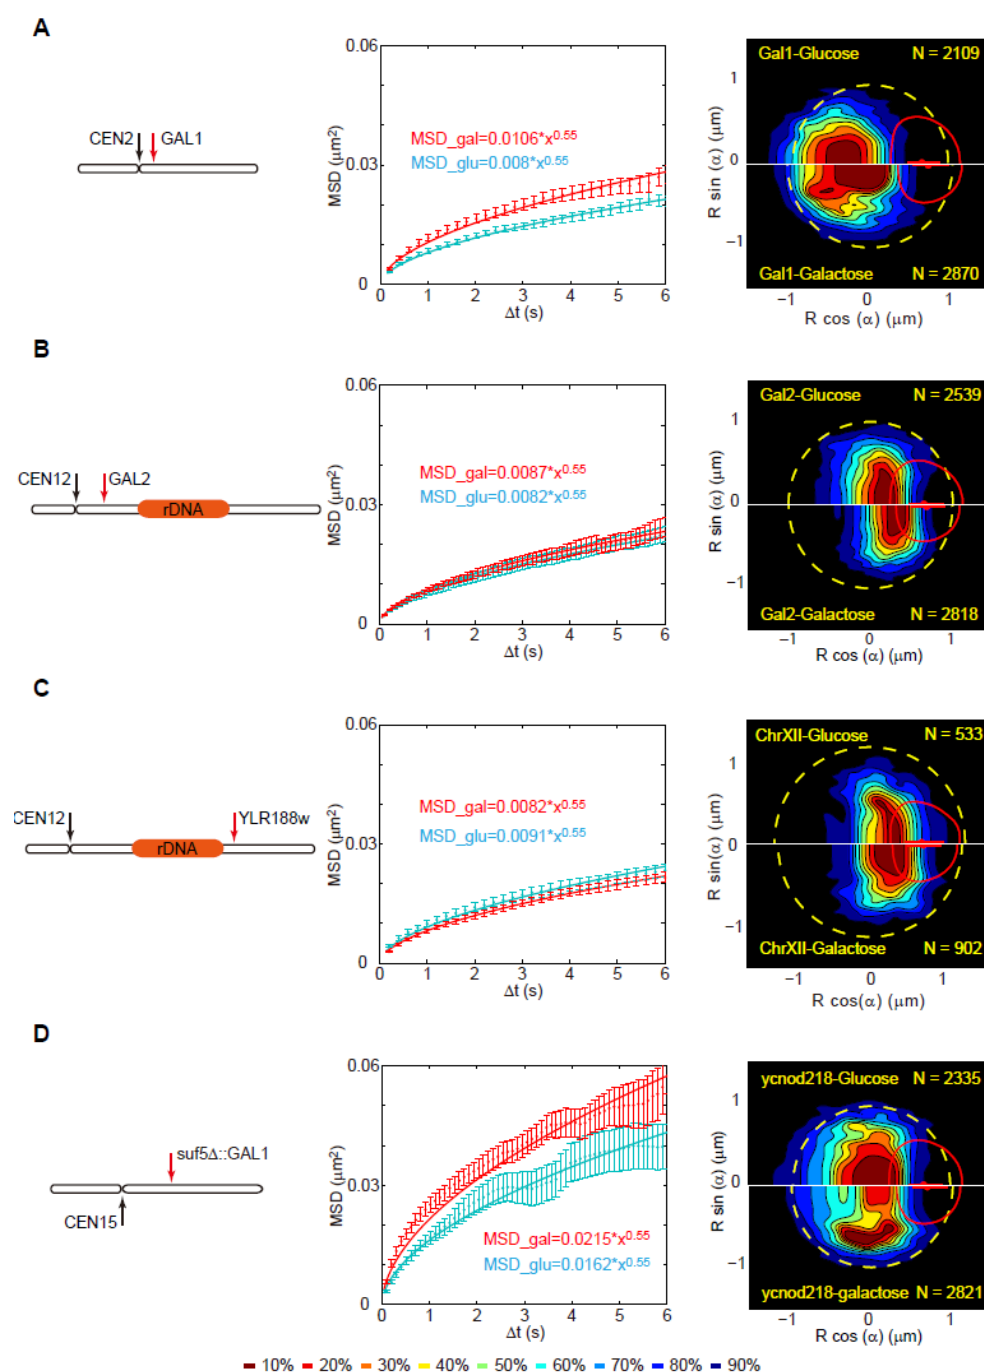 A
CEN2
GAL1
0.06
0.03
0
MSD (μm²)
MSD_gal=0.0106*x^0.55
MSD_glu=0.008*x^0.55
0 1 2 3 4 5 6
Δt (s)
Gal1-Glucose N = 2109
1
0
−1
R sin (α) (μm)
Gal1-Galactose N = 2870
−1 0 1
R cos (α) (μm)
B
CEN12
GAL2
rDNA
0.06
0.03
0
MSD (μm²)
MSD_gal=0.0087*x^0.55
MSD_glu=0.0082*x^0.55
0 1 2 3 4 5 6
Δt (s)
Gal2-Glucose N = 2539
1
0
−1
R sin (α) (μm)
Gal2-Galactose N = 2818
−1 0 1
R cos (α) (μm)
C
CEN12
YLR188w
rDNA
0.06
0.03
0
MSD (μm²)
MSD_gal=0.0082*x^0.55
MSD_glu=0.0091*x^0.55
0 1 2 3 4 5 6
Δt (s)
ChrXII-Glucose N = 533
1
0
−1
R sin(α) (μm)
ChrXII-Galactose N = 902
−1 0 1
R cos(α) (μm)
D
suf5Δ::GAL1
CEN15
0.06
0.03
0
MSD (μm²)
MSD_gal=0.0215*x^0.55
MSD_glu=0.0162*x^0.55
0 1 2 3 4 5 6
Δt (s)
ycnod218-Glucose N = 2335
1
0
−1
R sin (α) (μm)
ycnod218-galactose N = 2821
−1 0 1
R cos (α) (μm)
10% 20% 30% 40% 50% 60% 70% 80% 90%